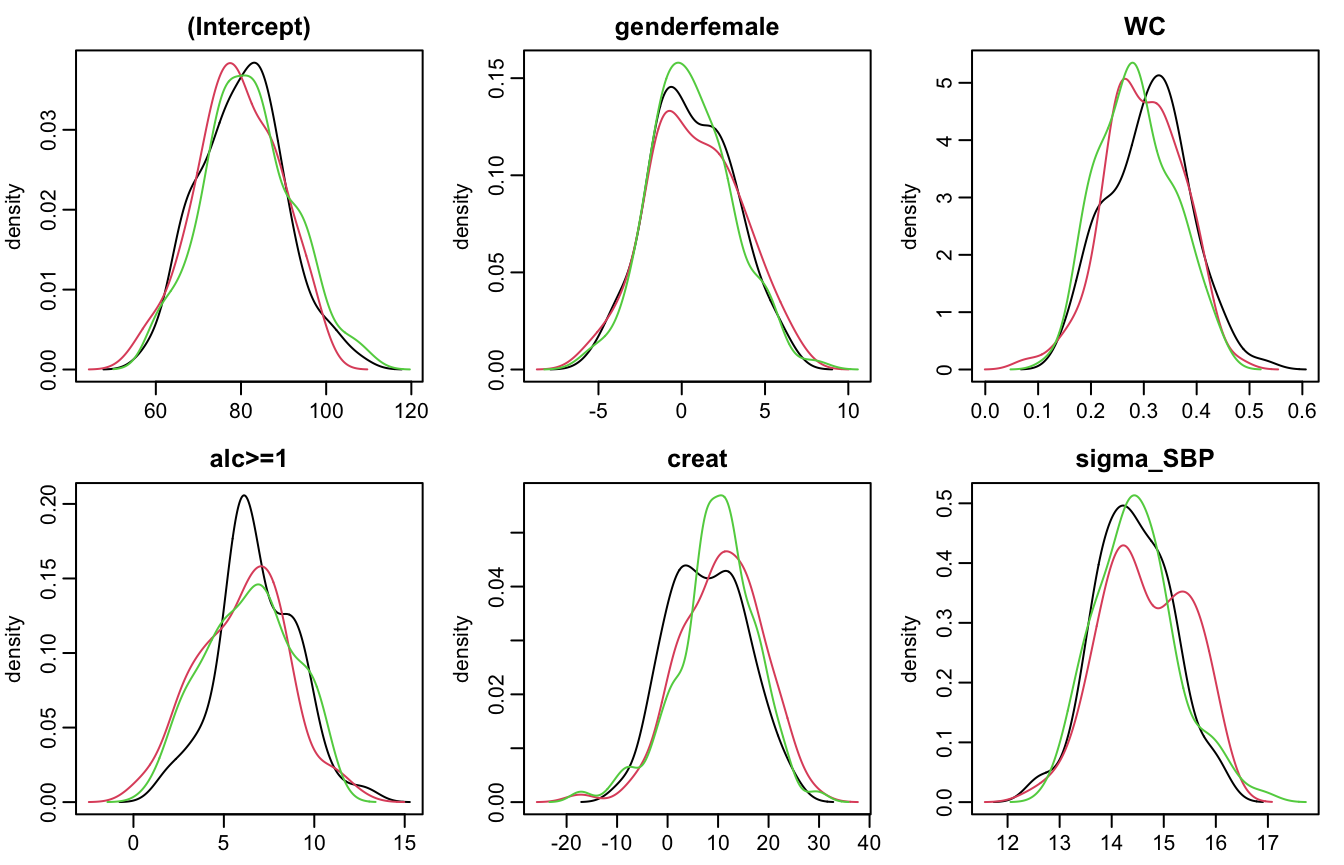 (Intercept)
density
0.00 0.01 0.02 0.03
60 80 100 120
genderfemale
density
0.00 0.05 0.10 0.15
-5 0 5 10
WC
density
0 1 2 3 4 5
0.0 0.1 0.2 0.3 0.4 0.5 0.6
alc>=1
density
0.00 0.05 0.10 0.15 0.20
0 5 10 15
creat
density
0.00 0.02 0.04
-20 -10 0 10 20 30 40
sigma_SBP
density
0.0 0.1 0.2 0.3 0.4 0.5
12 13 14 15 16 17